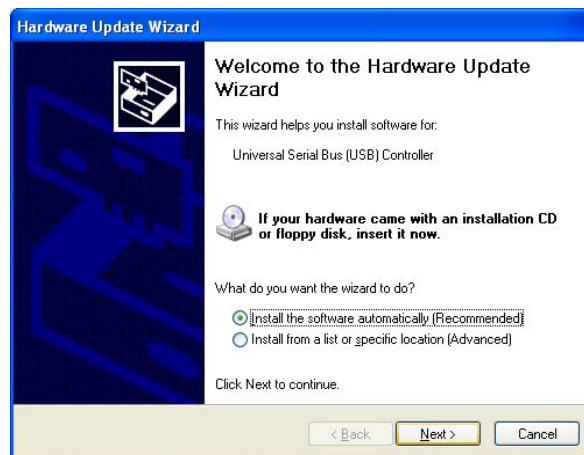 Hardware Update Wizard
Welcome to the Hardware Update
Wizard
This wizard helps you install software for:
Universal Serial Bus (USB) Controller
If your hardware came with an installation CD
or floppy disk, insert it now.
What do you want the wizard to do?
Install the software automatically (Recommended)
Install from a list or specific location (Advanced)
Click Next to continue.
< Back Next > Cancel